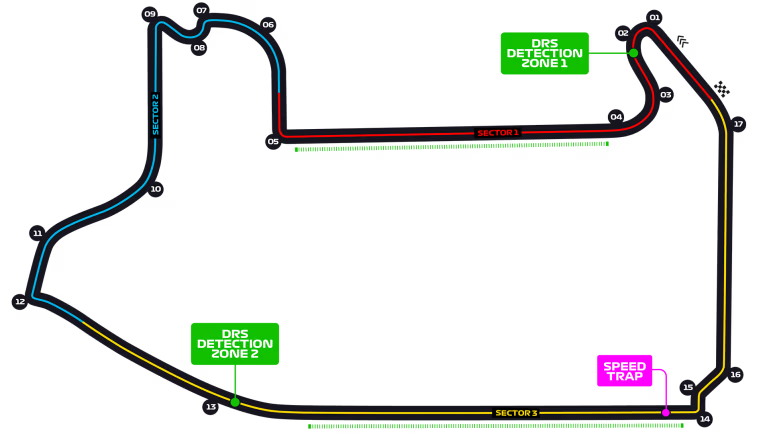 09
07
01
06
02
DRS
DETECTION
ZONE 1
08
SECTOR 2
03
04
SECTOR 1
17
05
10
11
12
DRS
DETECTION
ZONE 2
SPEED
TRAP
16
15
13
SECTOR 3
14